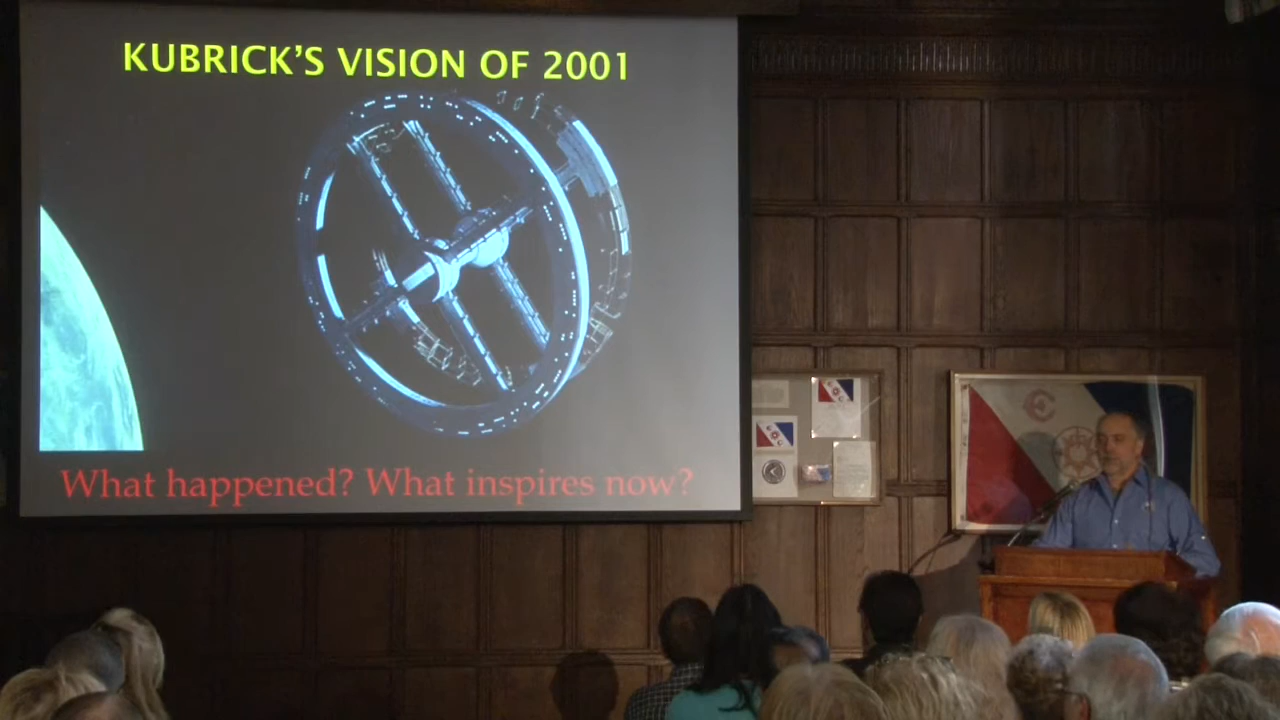 KUBRICK'S VISION OF 2001
What happened? What inspires now?